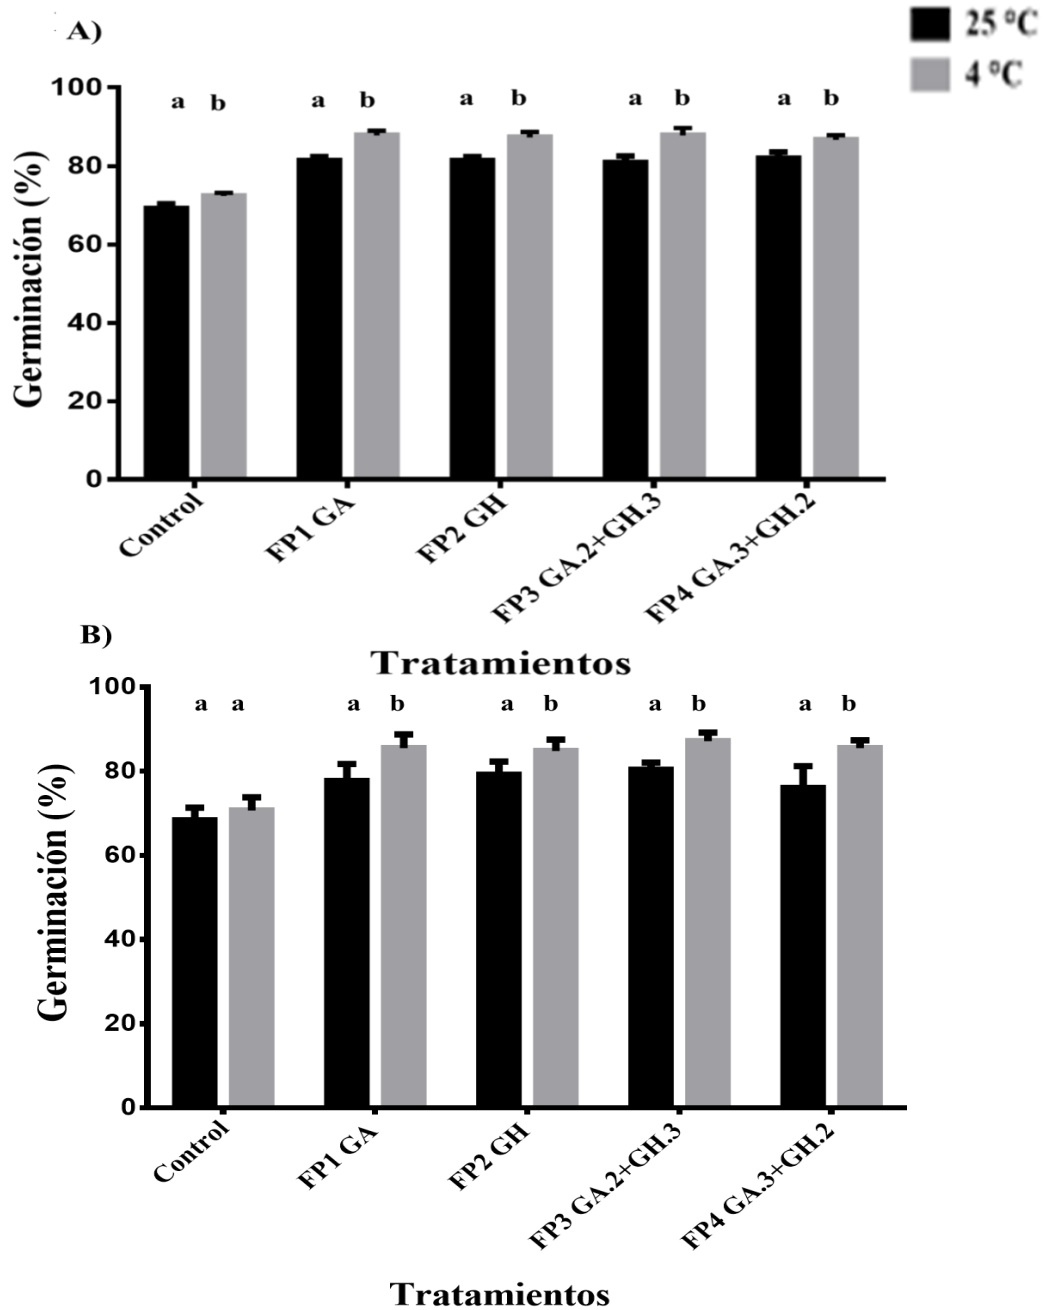 A)
25 ºC
4 ºC
Germinación (%)
100
80
60
40
20
0
a b a b a b a b a b
Control
FP1 GA
FP2 GH
FP3 GA.2+GH.3
FP4 GA.3+GH.2
Tratamientos
B)
Germinación (%)
100
80
60
40
20
0
a a a b a b a b a b
Control
FP1 GA
FP2 GH
FP3 GA.2+GH.3
FP4 GA.3+GH.2
Tratamientos